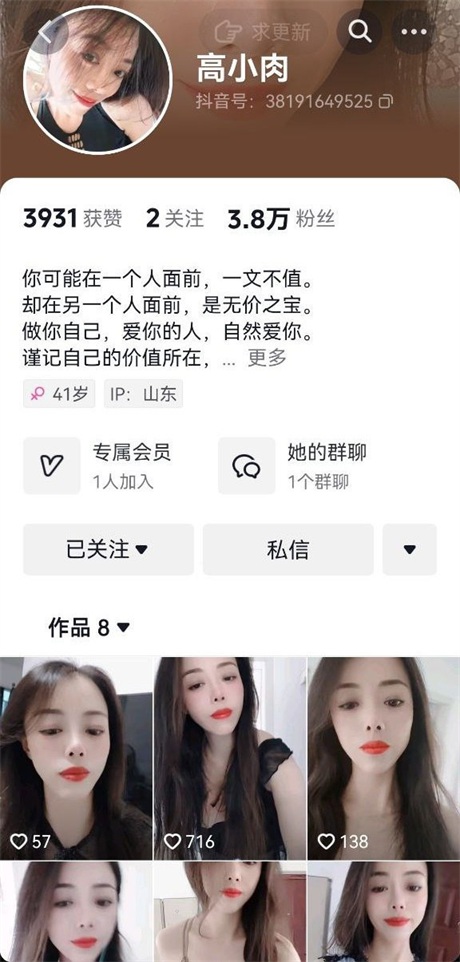 求更新
高小肉
抖音号：38191649525
3931 获赞 2 关注 3.8万 粉丝
你可能在一个人面前，一文不值。
却在另一个人面前，是无价之宝。
做你自己，爱你的人，自然爱你。
谨记自己的价值所在，... 更多
41岁 IP：山东
专属会员 她的群聊
1人加入 1个群聊
已关注 私信
作品 8
57 716 138